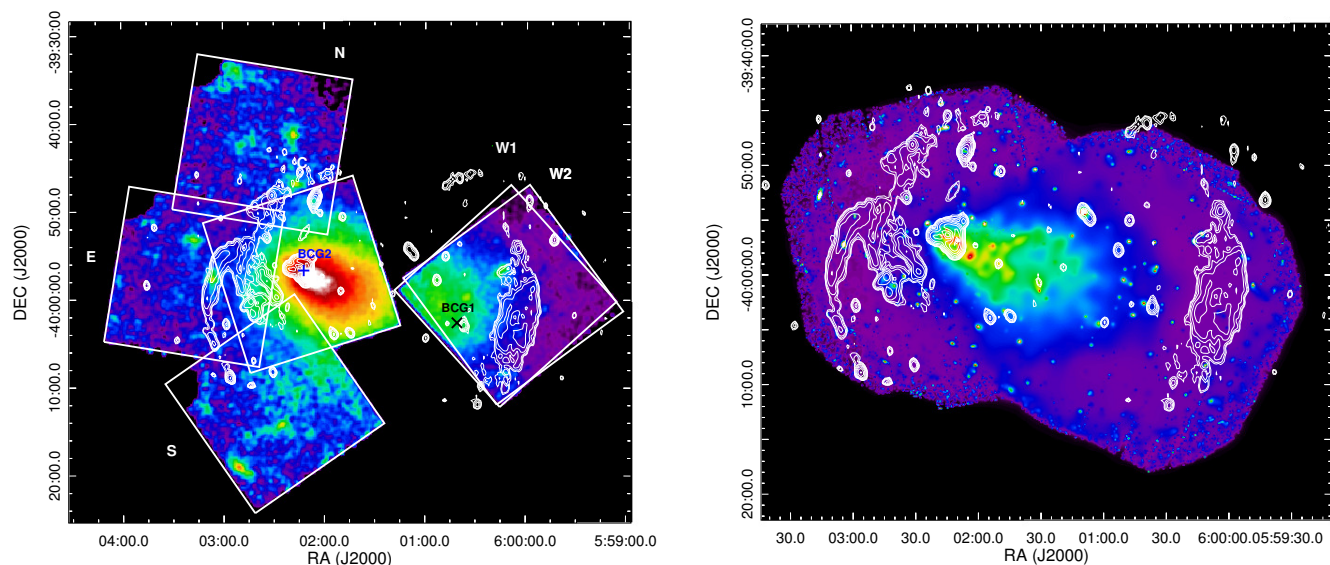 N
C
W1
W2
E
BCG2
BCG1
S
-39:30:00
40:00.0
50:00.0
-40:00:00.0
10:00.0
20:00.0
DEC (J2000)
04:00.0 03:00.0 02:00.0 01:00.0 6:00:00.0 5:59:00.0
RA (J2000)
-39:40:00.0
50:00.0
-40:00:00.0
10:00.0
20:00.0
DEC (J2000)
30.0 03:00.0 30.0 02:00.0 30.0 01:00.0 30.0 6:00:00.0 5:59:30.0
RA (J2000)